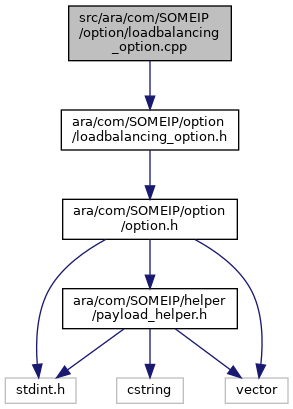 src/ara/com/SOMEIP
/option/loadbalancing
_option.cpp
ara/com/SOMEIP/option
/loadbalancing_option.h
ara/com/SOMEIP/option
/option.h
ara/com/SOMEIP/helper
/payload_helper.h
stdint.h
cstring
vector